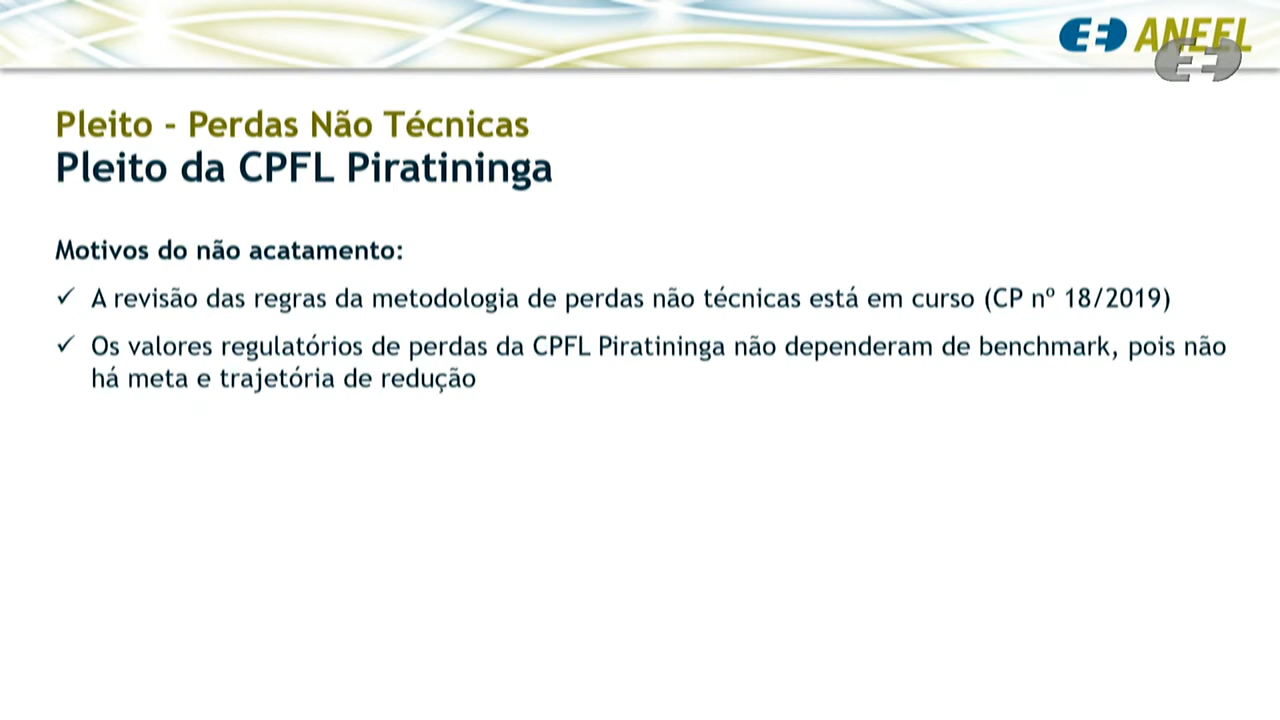 ANEEL
Pleito - Perdas Não Técnicas
Pleito da CPFL Piratininga
Motivos do não acatamento:
✓ A revisão das regras da metodologia de perdas não técnicas está em curso (CP nº 18/2019)
✓ Os valores regulatórios de perdas da CPFL Piratininga não dependeram de benchmark, pois não
há meta e trajetória de redução